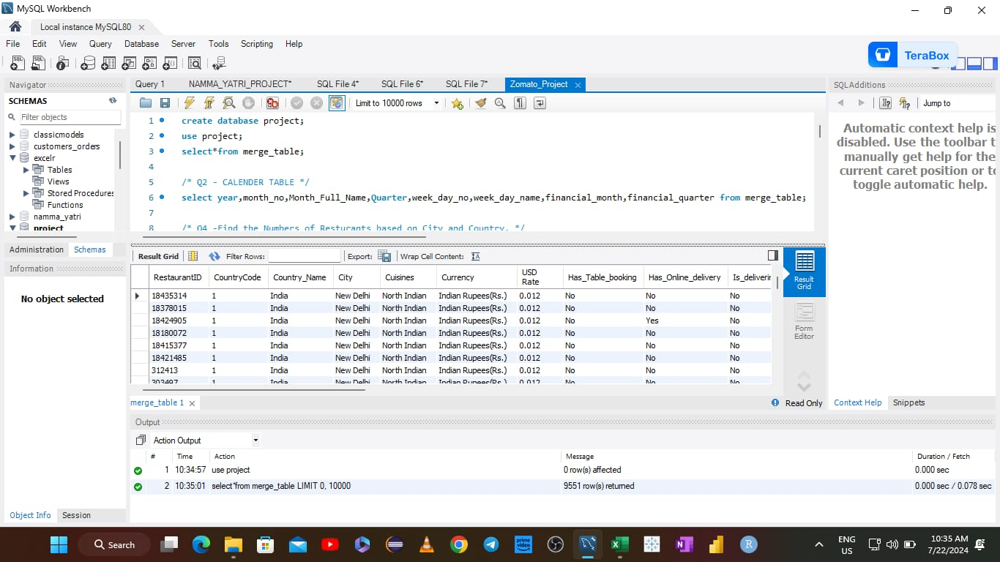 MySQL Workbench
Local instance MySQL80
File Edit View Query Database Server Tools Scripting Help
TeraBox
Navigator
SCHEMAS
Filter objects
classicmodels
customers_orders
excelr
Tables
Views
Stored Procedures
Functions
namma_yatri
project
Administration Schemas
Information
No object selected
Object Info Session
Query 1 NAMMA_YATRI_PROJECT* SQL File 4* SQL File 6* SQL File 7* Zomato_Project
Limit to 10000 rows
1 create database project;
2 use project;
3 select*from merge_table;
4
5 /* Q2 - CALENDER TABLE */
6 select year,month_no,Month_Full_Name,Quarter,week_day_no,week_day_name,financial_month,financial_quarter from merge_table;
7
8 /* Q4 -Find the Numbers of Resturants based on City and Country. */
Result Grid Filter Rows: Export: Wrap Cell Content:
RestaurantID CountryCode Country_Name City Cuisines Currency USD Rate Has_Table_booking Has_Online_delivery Is_deliverin
18435314 1 India New Delhi North Indian Indian Rupees(Rs.) 0.012 No No No
18378015 1 India New Delhi North Indian Indian Rupees(Rs.) 0.012 No No No
18424905 1 India New Delhi North Indian Indian Rupees(Rs.) 0.012 No Yes No
18180072 1 India New Delhi North Indian Indian Rupees(Rs.) 0.012 No No No
18415377 1 India New Delhi North Indian Indian Rupees(Rs.) 0.012 No No No
18421485 1 India New Delhi North Indian Indian Rupees(Rs.) 0.012 No No No
312413 1 India New Delhi North Indian Indian Rupees(Rs.) 0.012 No No No
303497 1 India New Delhi North Indian Indian Rupees(Rs.) 0.012 No No No
Result Grid
Form Editor
merge_table 1
Read Only
SQLAdditions
Jump to
Automatic context help is
disabled. Use the toolbar t
manually get help for the
current caret position or to
toggle automatic help.
Context Help Snippets
Output
Action Output
# Time Action Message Duration / Fetch
1 10:34:57 use project 0 row(s) affected 0.000 sec
2 10:35:01 select*from merge_table LIMIT 0, 10000 9551 row(s) returned 0.000 sec / 0.078 sec
Search
prime video
ENG
US
10:35 AM
7/22/2024